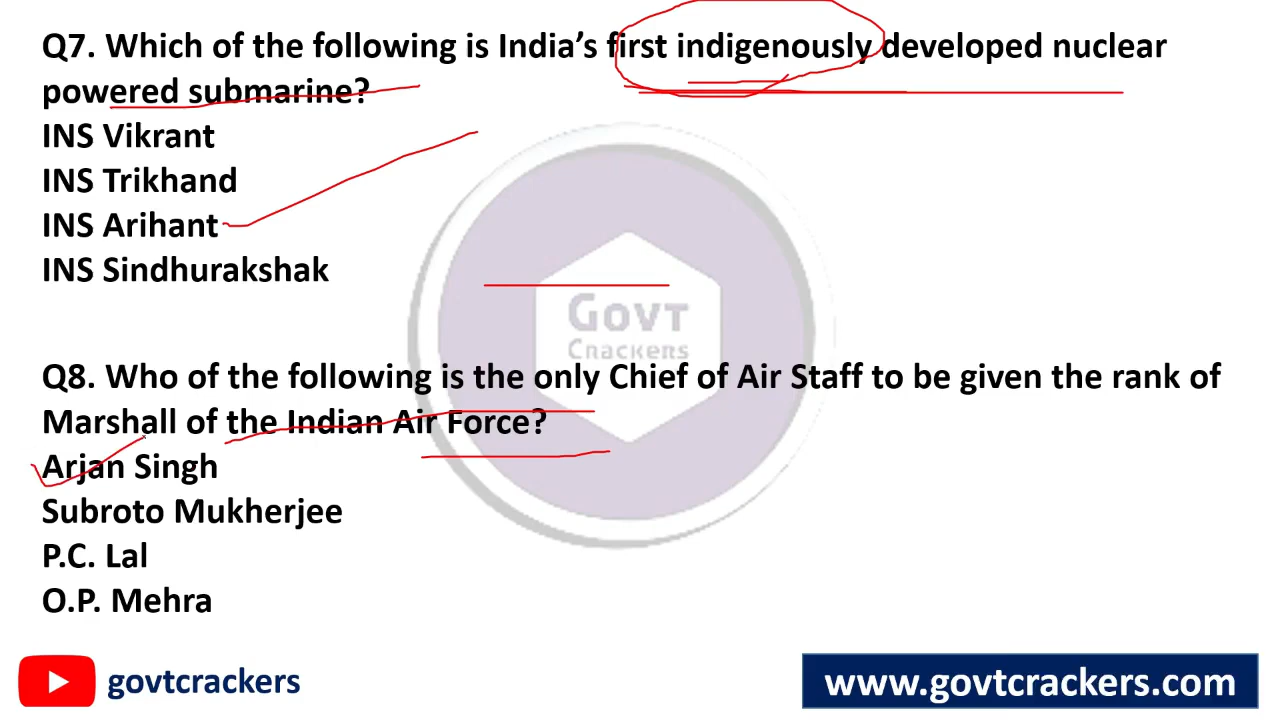 Q7. Which of the following is India’s first indigenously developed nuclear
powered submarine?
INS Vikrant
INS Trikhand
INS Arihant
INS Sindhurakshak
Govt
Crackers
Q8. Who of the following is the only Chief of Air Staff to be given the rank of
Marshall of the Indian Air Force?
Arjan Singh
Subroto Mukherjee
P.C. Lal
O.P. Mehra
govtcrackers
www.govtcrackers.com